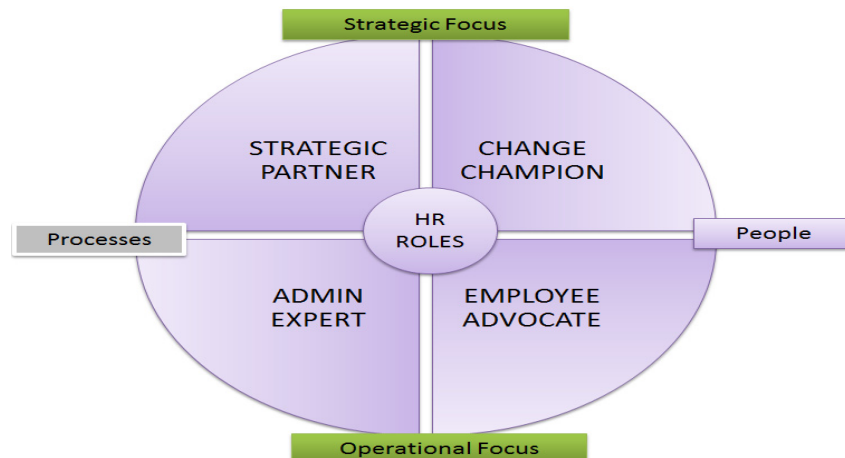 Strategic Focus
STRATEGIC
PARTNER
CHANGE
CHAMPION
HR
ROLES
Processes
People
ADMIN
EXPERT
EMPLOYEE
ADVOCATE
Operational Focus